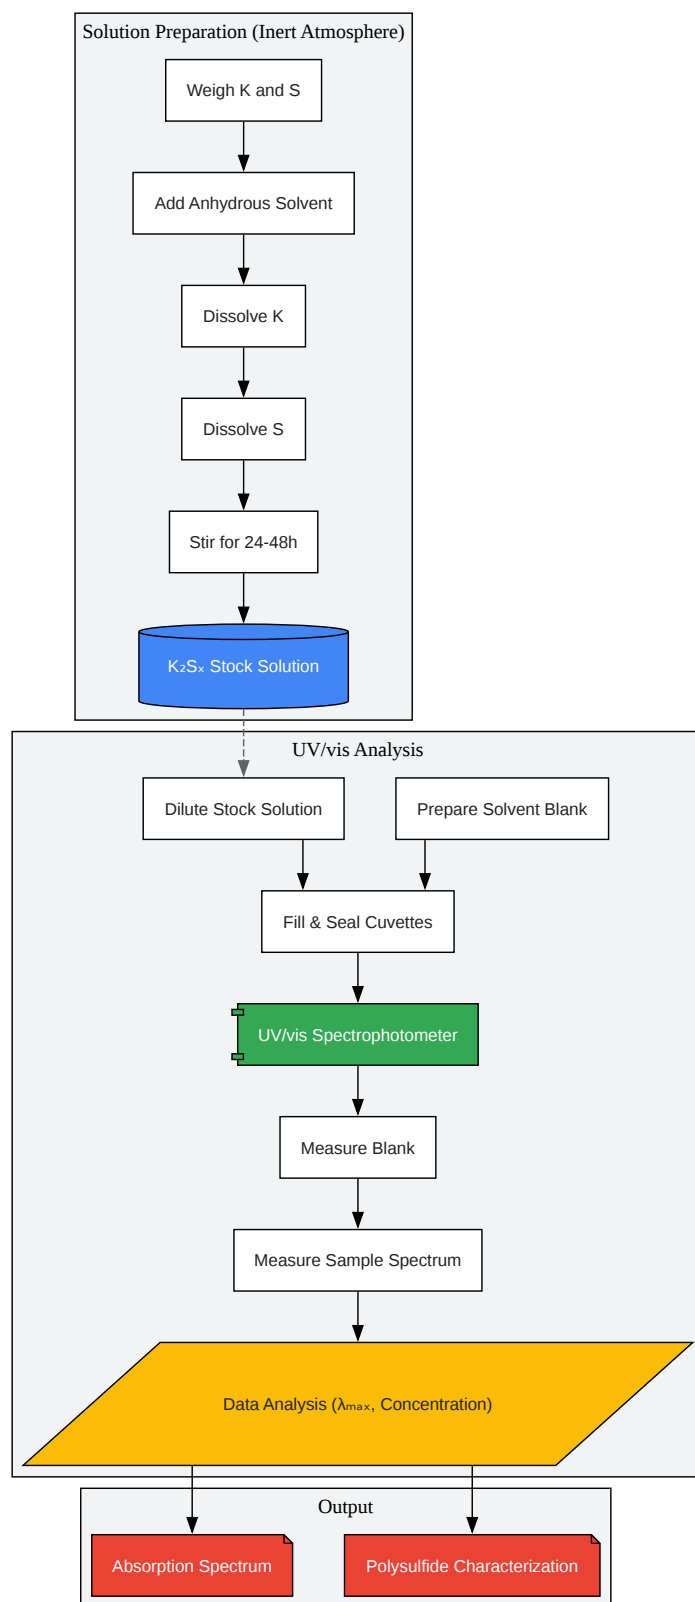 Solution Preparation (Inert Atmosphere)
Weigh K and S
Add Anhydrous Solvent
Dissolve K
Dissolve S
Stir for 24-48h
K₂Sₓ Stock Solution
UV/vis Analysis
Dilute Stock Solution
Prepare Solvent Blank
Fill & Seal Cuvettes
UV/vis Spectrophotometer
Measure Blank
Measure Sample Spectrum
Data Analysis (λₘₐₓ, Concentration)
Output
Absorption Spectrum
Polysulfide Characterization